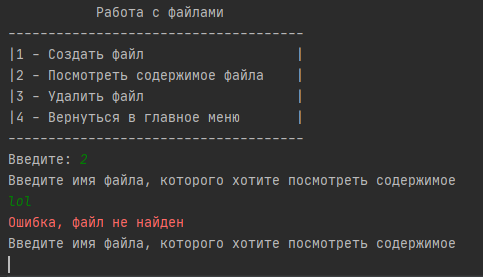 Работа с файлами
-------------------------------------
|1 - Создать файл                   |
|2 - Посмотреть содержимое файла    |
|3 - Удалить файл                   |
|4 - Вернуться в главное меню       |
-------------------------------------
Введите: 2
Введите имя файла, которого хотите посмотреть содержимое
lol
Ошибка, файл не найден
Введите имя файла, которого хотите посмотреть содержимое